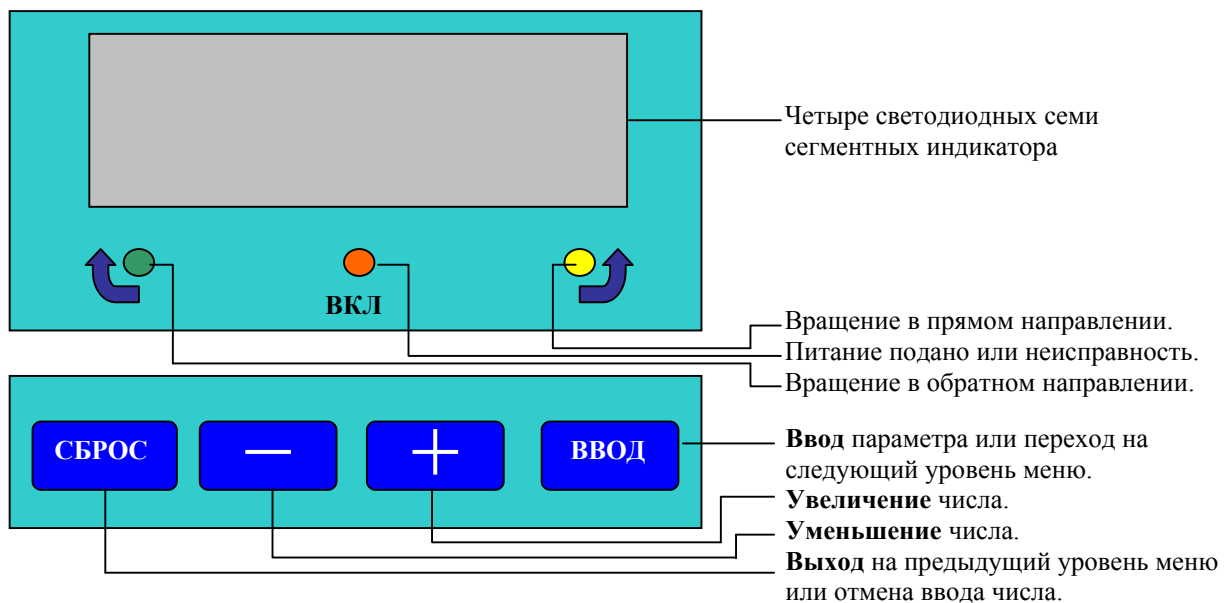 Четыре светодиодных семи
сегментных индикатора
ВКЛ
Вращение в прямом направлении.
Питание подано или неисправность.
Вращение в обратном направлении.
СБРОС
—
+
ВВОД
Ввод параметра или переход на
следующий уровень меню.
Увеличение числа.
Уменьшение числа.
Выход на предыдущий уровень меню
или отмена ввода числа.